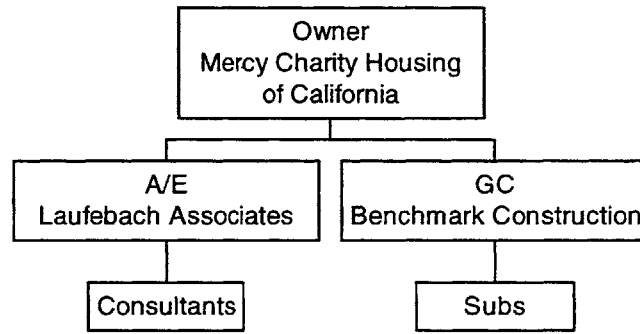 Owner
Mercy Charity Housing
of California
A/E
Laufebach Associates
GC
Benchmark Construction
Consultants
Subs